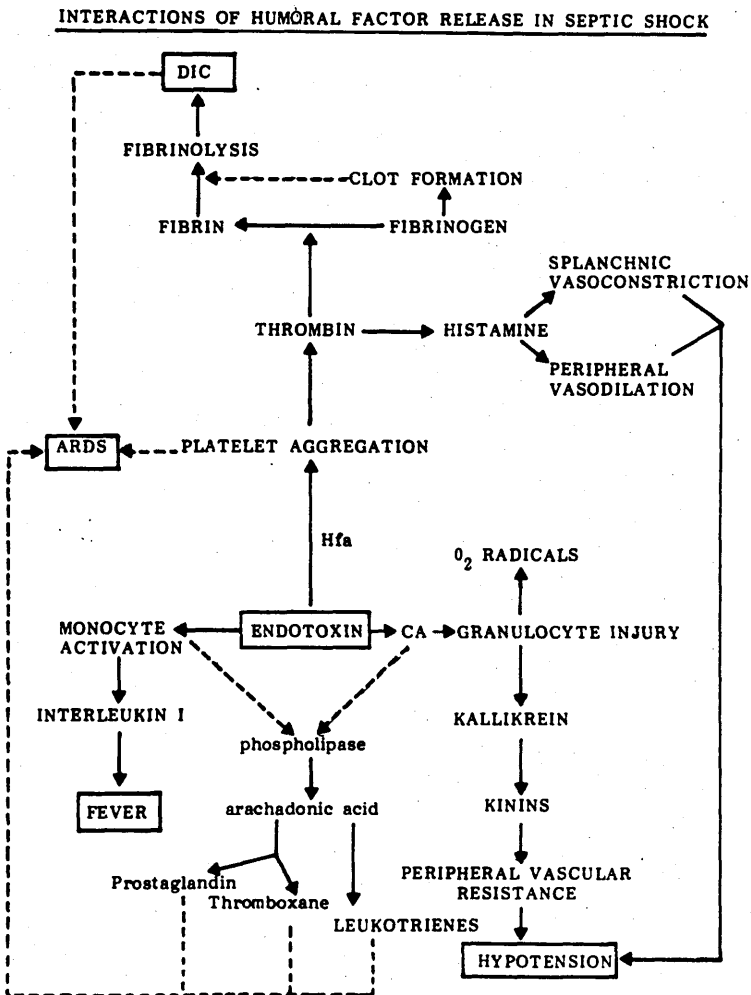 INTERACTIONS OF HUMORAL FACTOR RELEASE IN SEPTIC SHOCK
DIC
FIBRINOLYSIS
CLOT FORMATION
FIBRIN
FIBRINOGEN
SPLANCHNIC
VASOCONSTRICTION
THROMBIN
HISTAMINE
PERIPHERAL
VASODILATION
ARDS
PLATELET AGGREGATION
Hfa
O2 RADICALS
MONOCYTE
ACTIVATION
ENDOTOXIN
CA
GRANULOCYTE INJURY
INTERLEUKIN I
KALLIKREIN
phospholipase
FEVER
arachadonic acid
KININS
Prostaglandin
Thromboxane
PERIPHERAL VASCULAR
RESISTANCE
LEUKOTRIENES
HYPOTENSION